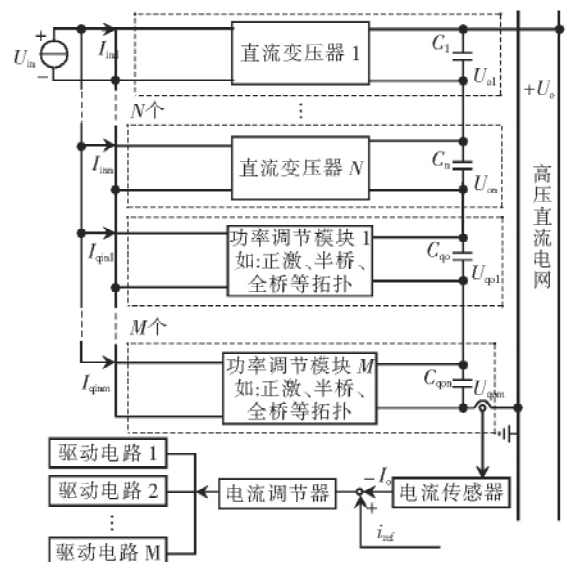 U_in
+
−
I_in1
直流变压器 1
C_1
U_o1
+U_o
N个
⋮
I_inn
直流变压器 N
C_n
U_on
高压直流电网
I_qin1
功率调节模块 1
如:正激、半桥、
全桥等拓扑
C_qo
U_qo1
M个
I_qinm
功率调节模块 M
如:正激、半桥、
全桥等拓扑
C_qon
U_qom
驱动电路 1
驱动电路 2
⋮
驱动电路 M
电流调节器
− I_o
+
电流传感器
i_ref